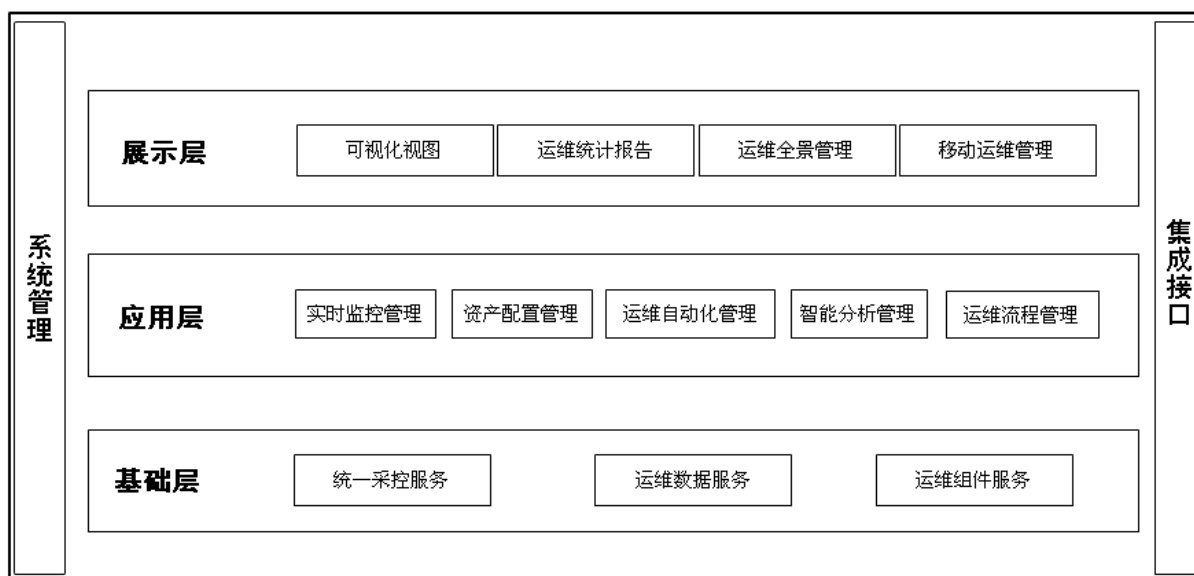 系统管理
展示层
可视化视图
运维统计报告
运维全景管理
移动运维管理
应用层
实时监控管理
资产配置管理
运维自动化管理
智能分析管理
运维流程管理
基础层
统一采控服务
运维数据服务
运维组件服务
集成接口